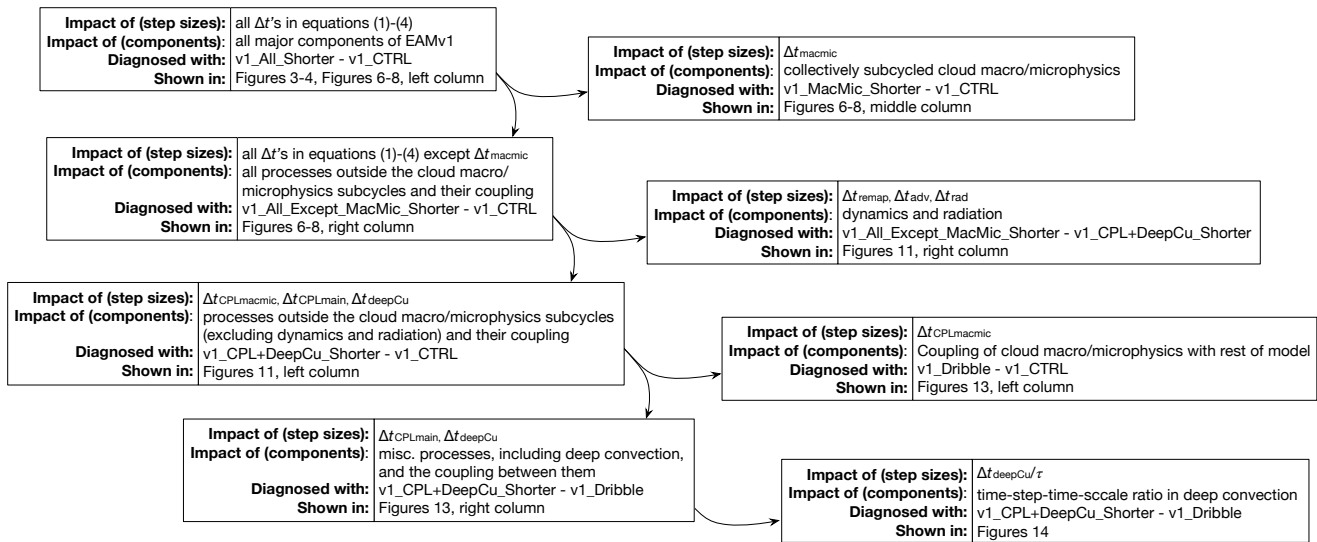 Impact of (step sizes): all Δt's in equations (1)-(4)
Impact of (components): all major components of EAMv1
Diagnosed with: v1_All_Shorter - v1_CTRL
Shown in: Figures 3-4, Figures 6-8, left column
Impact of (step sizes): Δtmacmic
Impact of (components): collectively subcycled cloud macro/microphysics
Diagnosed with: v1_MacMic_Shorter - v1_CTRL
Shown in: Figures 6-8, middle column
Impact of (step sizes): all Δt's in equations (1)-(4) except Δtmacmic
Impact of (components): all processes outside the cloud macro/
microphysics subcycles and their coupling
Diagnosed with: v1_All_Except_MacMic_Shorter - v1_CTRL
Shown in: Figures 6-8, right column
Impact of (step sizes): Δtremap, Δtadv, Δtrad
Impact of (components): dynamics and radiation
Diagnosed with: v1_All_Except_MacMic_Shorter - v1_CPL+DeepCu_Shorter
Shown in: Figures 11, right column
Impact of (step sizes): ΔtCPLmacmic, ΔtCPLmain, ΔtdeepCu
Impact of (components): processes outside the cloud macro/microphysics subcycles
(excluding dynamics and radiation) and their coupling
Diagnosed with: v1_CPL+DeepCu_Shorter - v1_CTRL
Shown in: Figures 11, left column
Impact of (step sizes): ΔtCPLmacmic
Impact of (components): Coupling of cloud macro/microphysics with rest of model
Diagnosed with: v1_Dribble - v1_CTRL
Shown in: Figures 13, left column
Impact of (step sizes): ΔtCPLmain, ΔtdeepCu
Impact of (components): misc. processes, including deep convection,
and the coupling between them
Diagnosed with: v1_CPL+DeepCu_Shorter - v1_Dribble
Shown in: Figures 13, right column
Impact of (step sizes): ΔtdeepCu/τ
Impact of (components): time-step-time-sccale ratio in deep convection
Diagnosed with: v1_CPL+DeepCu_Shorter - v1_Dribble
Shown in: Figures 14